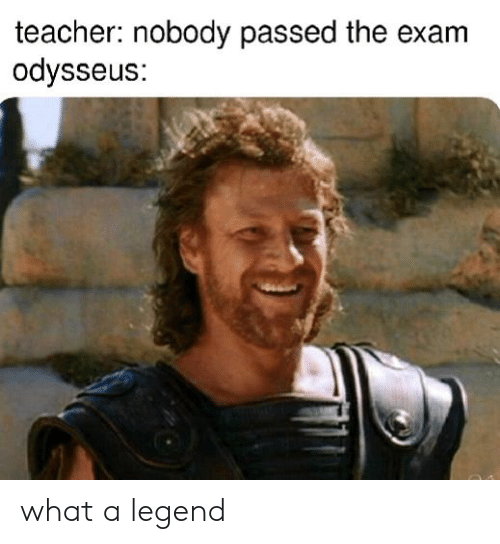 teacher: nobody passed the exam
odysseus:
what a legend